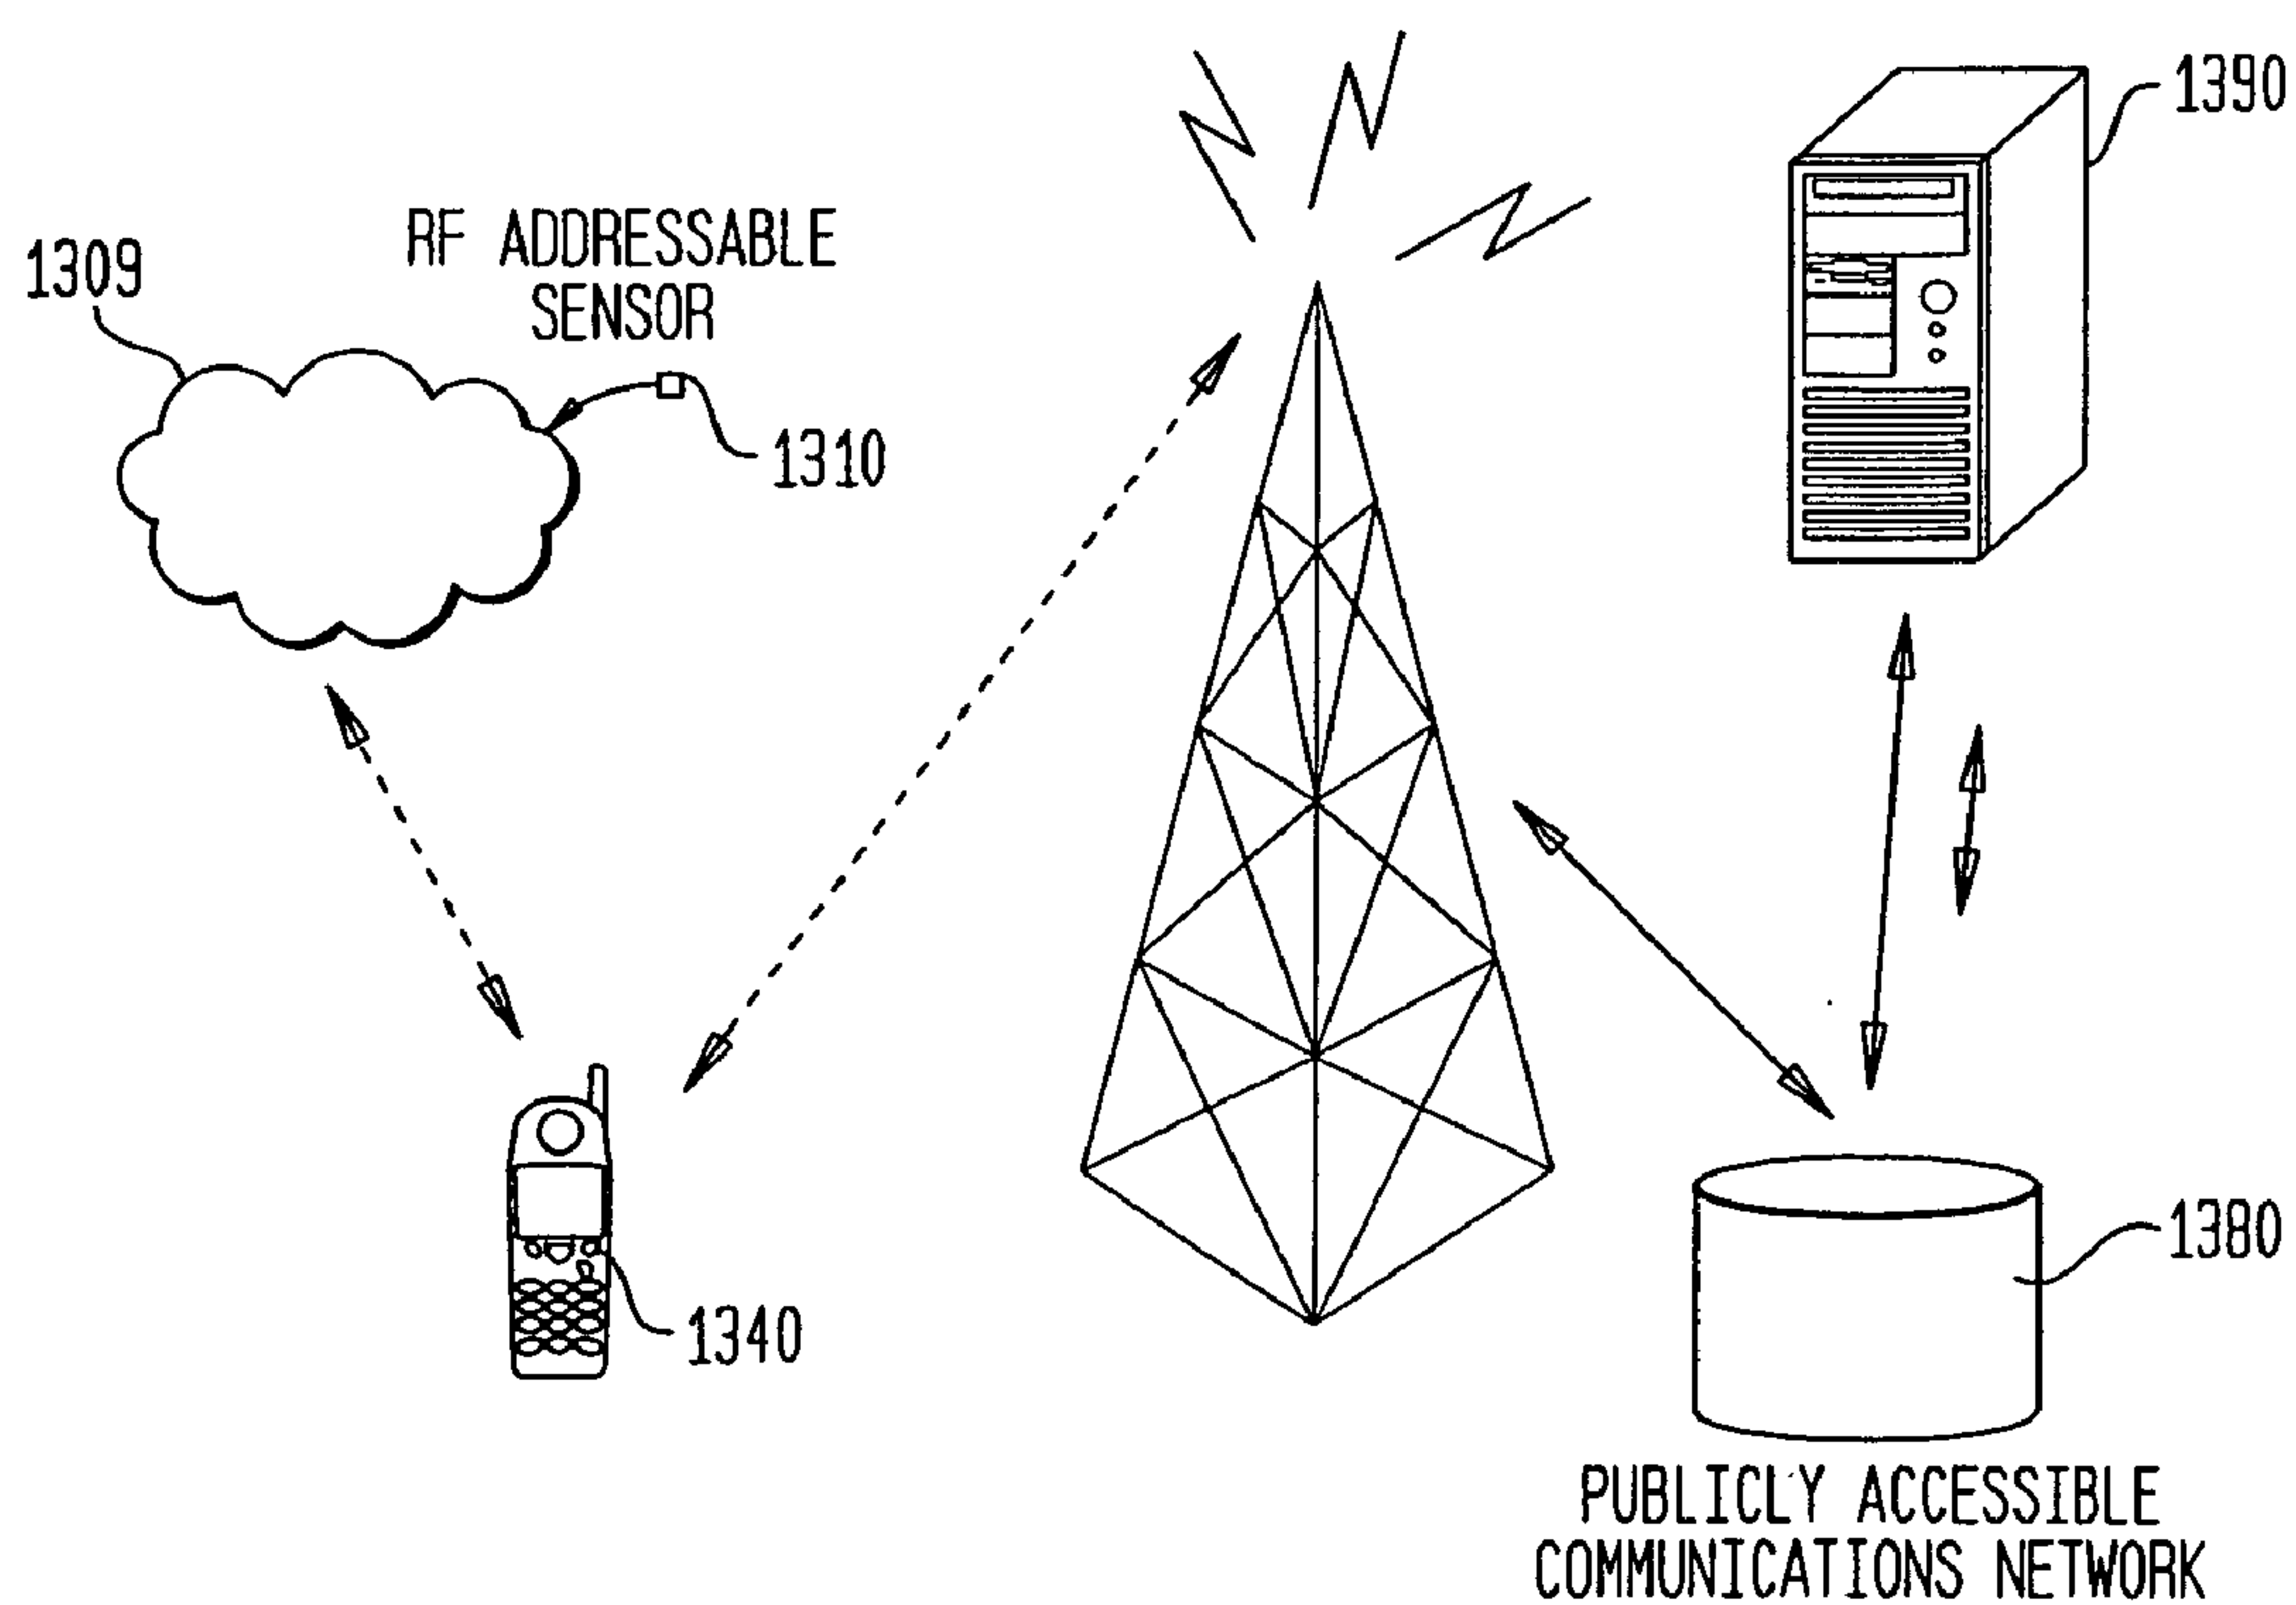 1390
RF ADDRESSABLE
SENSOR
1309
1310
1380
1340
PUBLICLY ACCESSIBLE
COMMUNICATIONS NETWORK